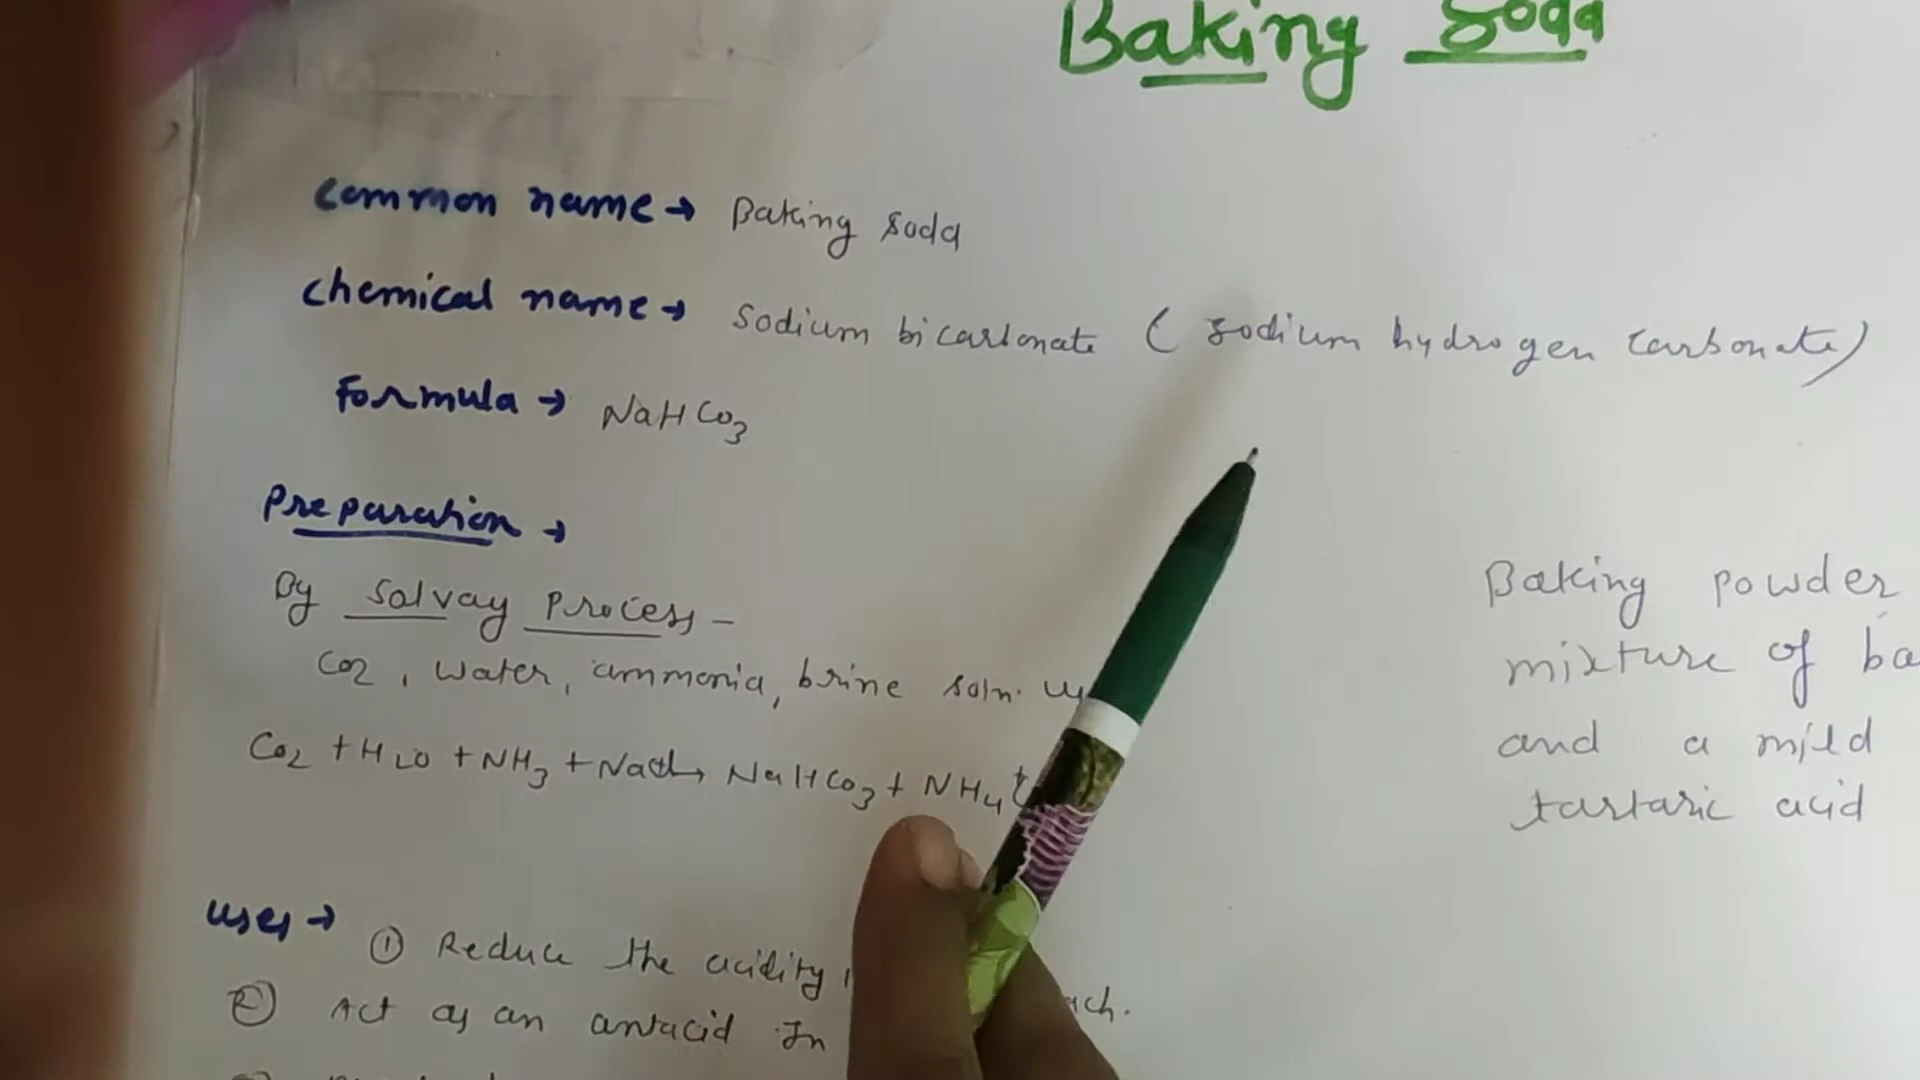 Baking Soda
Common name → Baking Soda
Chemical name → Sodium bicarbonate ( Sodium hydrogen carbonate)
Formula → NaHCO3
Preparation →
By Solvay Process –
CO2, water, ammonia, brine soln.
CO2 + H2O + NH3 + NaCl → NaHCO3 + NH4
Uses → ① Reduce the acidity
② Act as an antacid In
Baking powder
mixture of
and a mild
tartaric acid